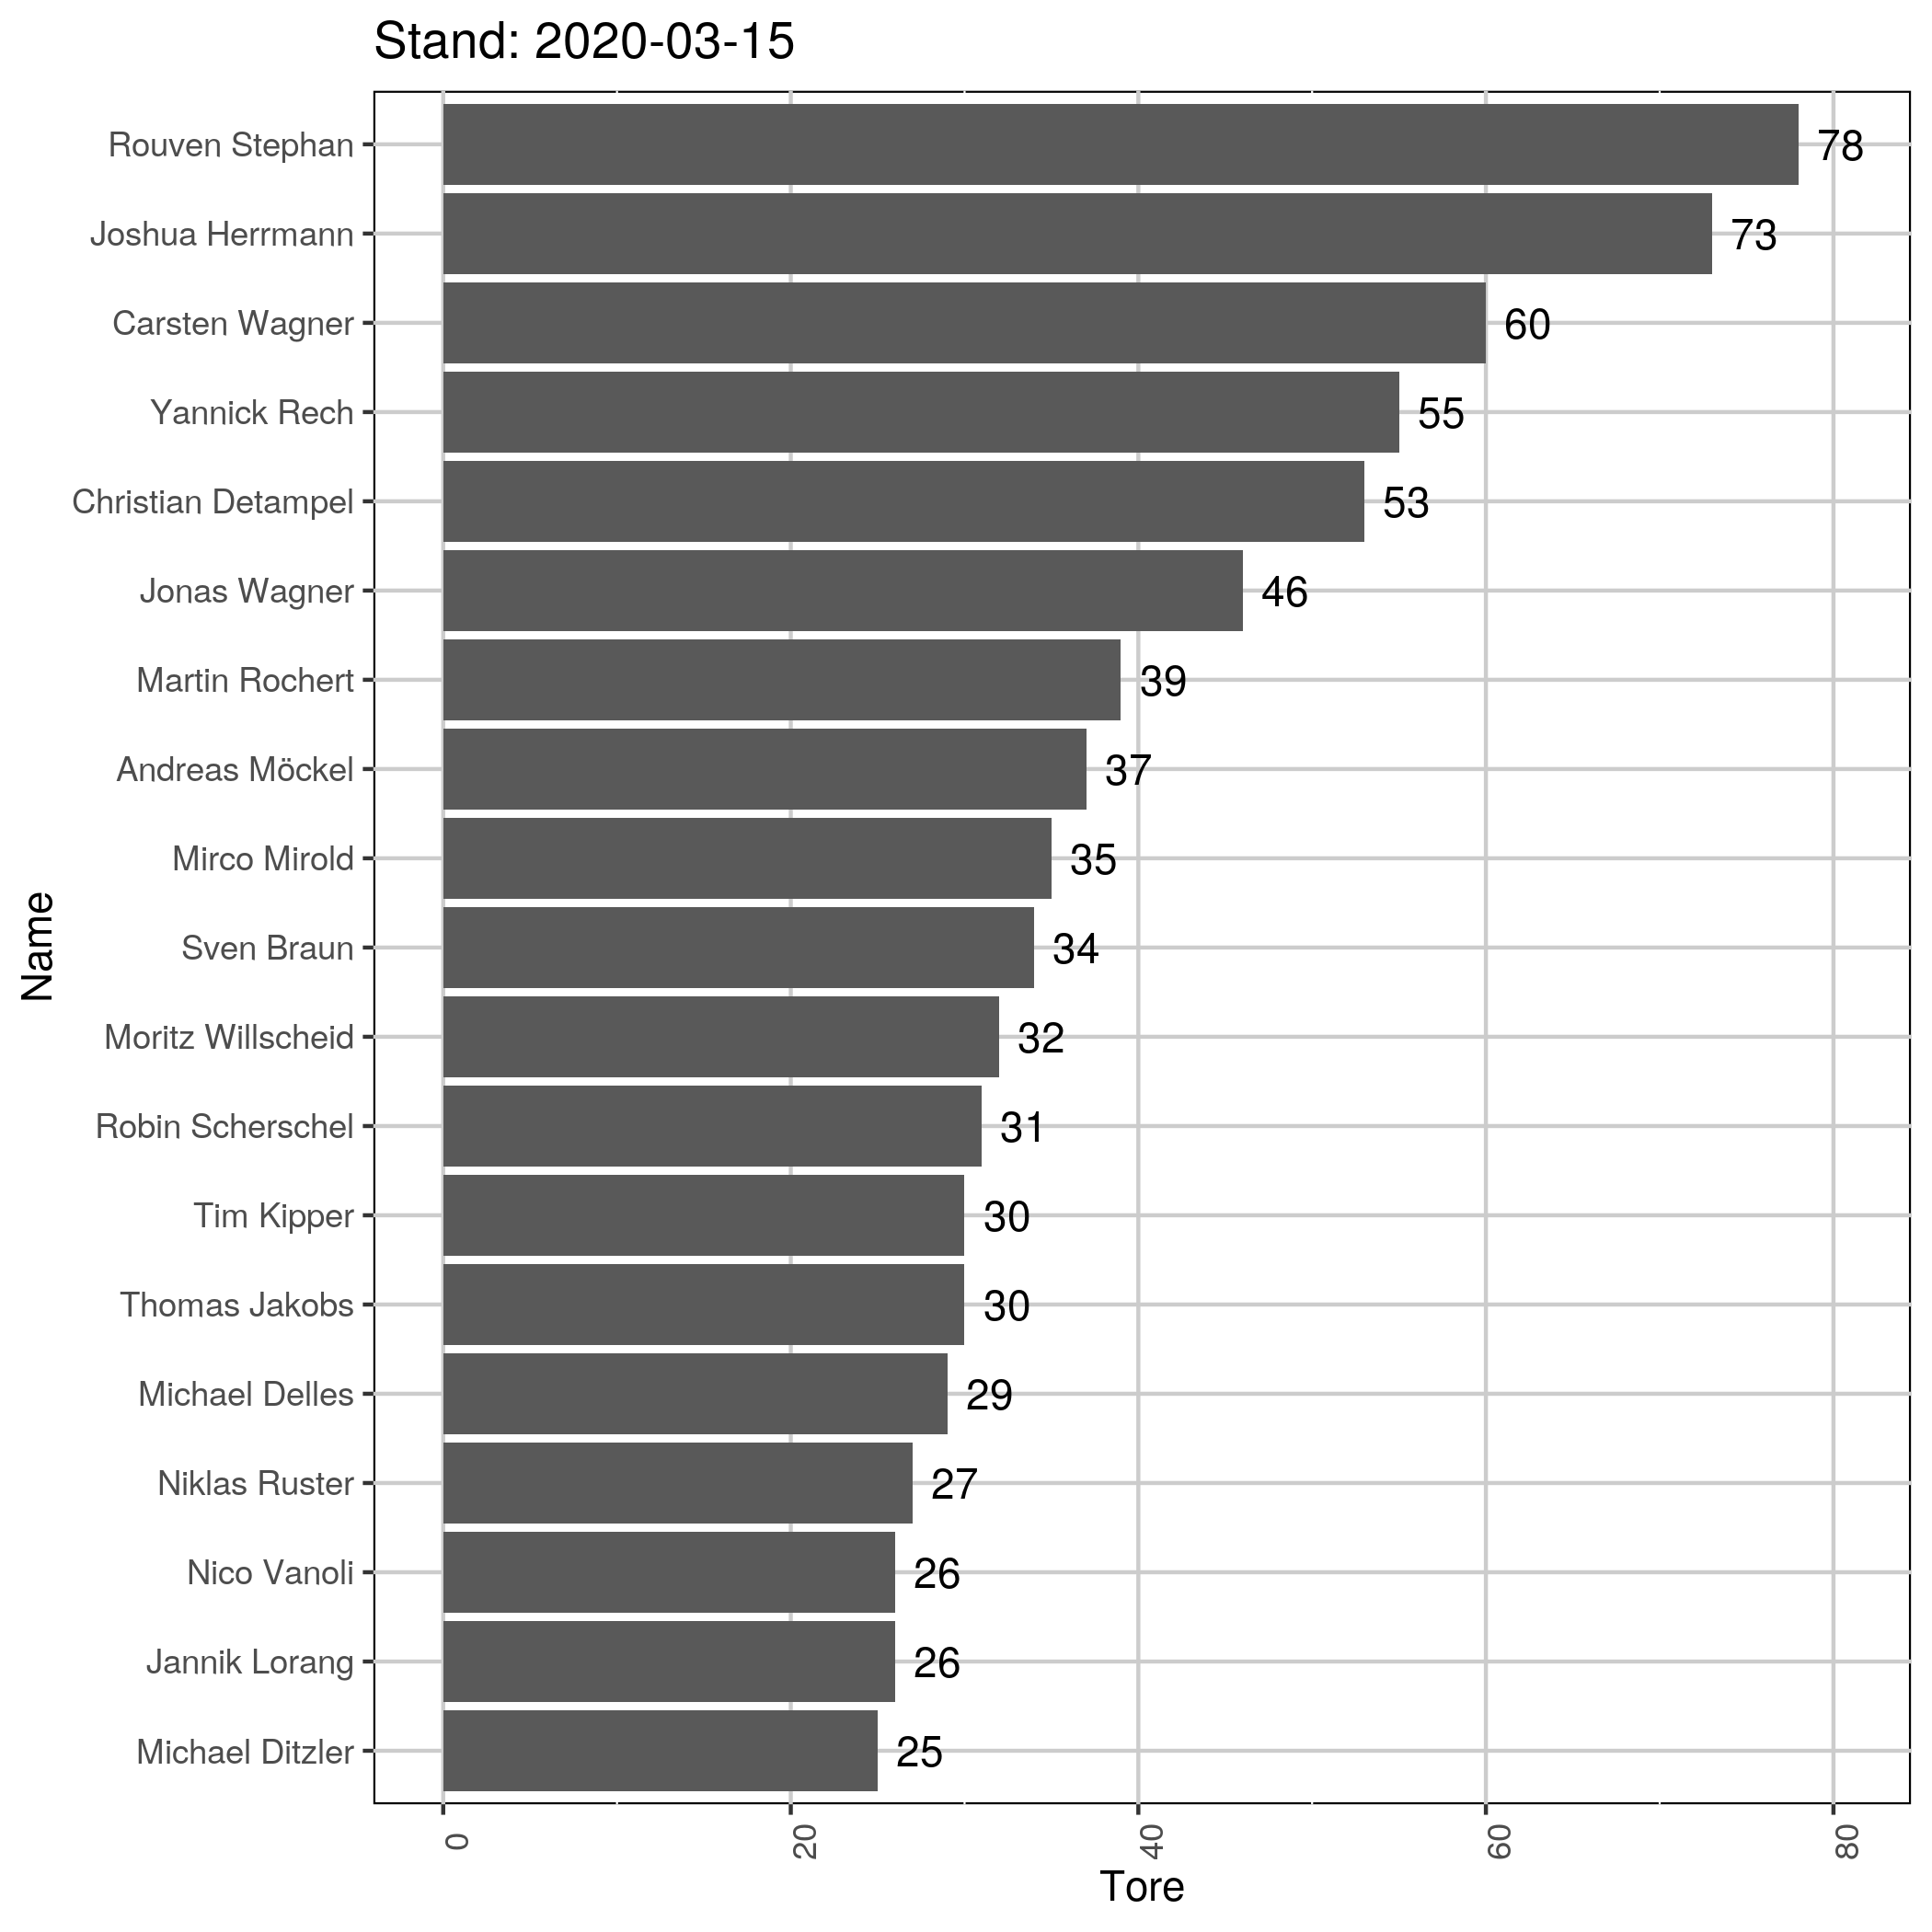 Stand: 2020-03-15
Name
Rouven Stephan 78
Joshua Herrmann 73
Carsten Wagner 60
Yannick Rech 55
Christian Detampel 53
Jonas Wagner 46
Martin Rochert 39
Andreas Möckel 37
Mirco Mirold 35
Sven Braun 34
Moritz Willscheid 32
Robin Scherschel 31
Tim Kipper 30
Thomas Jakobs 30
Michael Delles 29
Niklas Ruster 27
Nico Vanoli 26
Jannik Lorang 26
Michael Ditzler 25
0 20 40 60 80
Tore